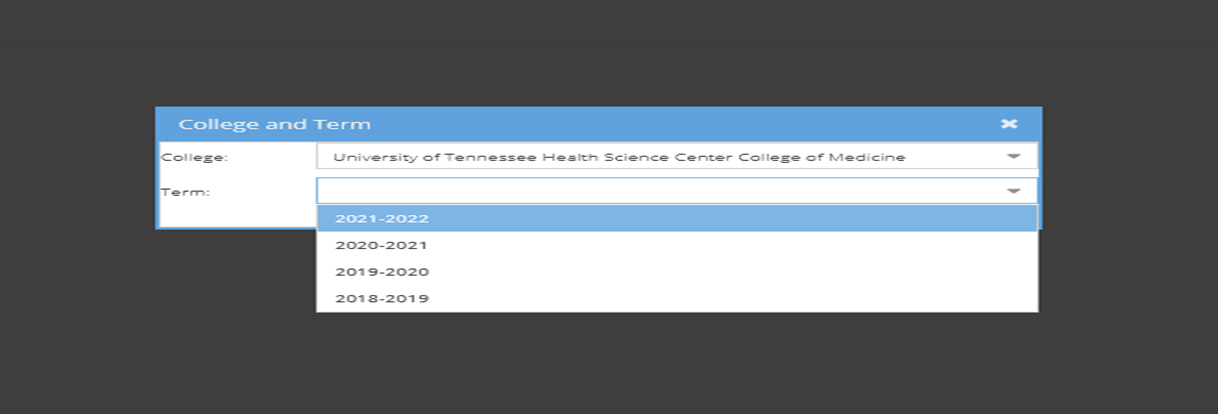 College and Term
College: University of Tennessee Health Science Center College of Medicine
Term:
2021-2022
2020-2021
2019-2020
2018-2019